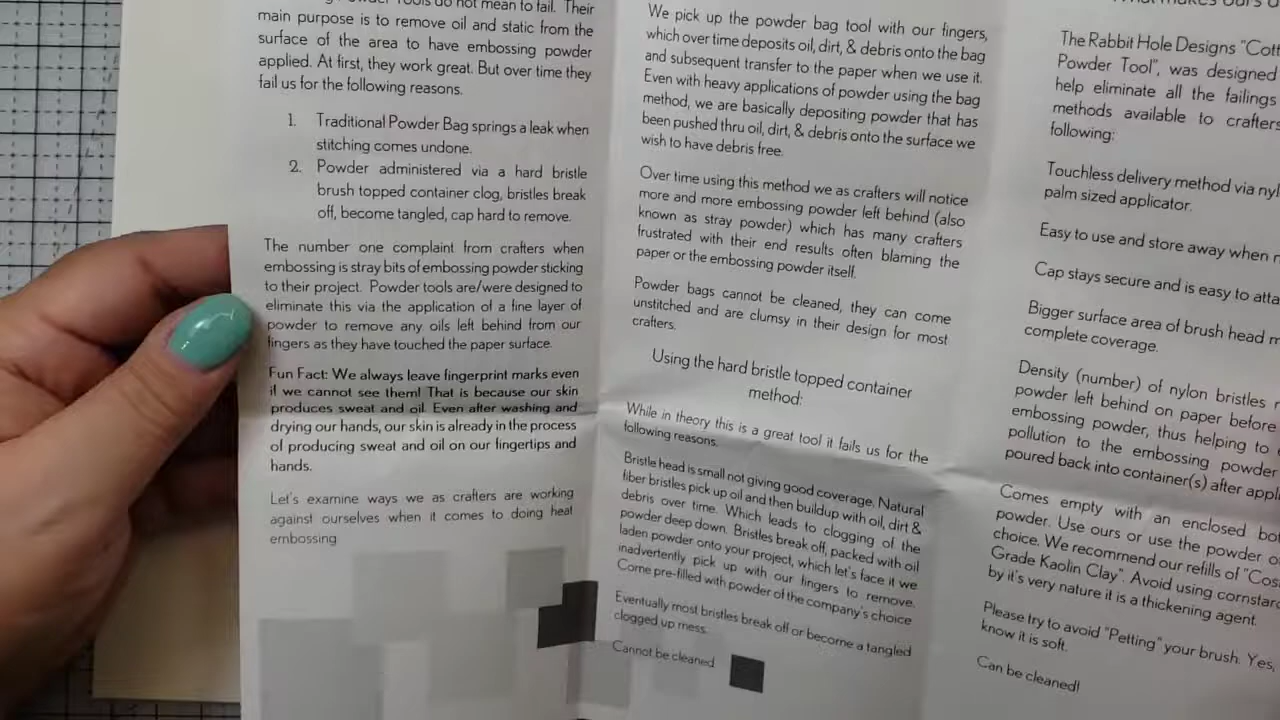 Tools do not mean to fail. Their
main purpose is to remove oil and static from the
surface of the area to have embossing powder
applied. At first, they work great. But over time they
fail us for the following reasons.
1. Traditional Powder Bag springs a leak when
stitching comes undone.
2. Powder administered via a hard bristle
brush topped container clog, bristles break
off, become tangled, cap hard to remove.
The number one complaint from crafters when
embossing is stray bits of embossing powder sticking
to their project. Powder tools are/were designed to
eliminate this via the application of a fine layer of
powder to remove any oils left behind from our
fingers as they have touched the paper surface.
Fun Fact: We always leave fingerprint marks even
if we cannot see them! That is because our skin
produces sweat and oil. Even after washing and
drying our hands, our skin is already in the process
of producing sweat and oil on our fingertips and
hands.
Let's examine ways we as crafters are working
against ourselves when it comes to doing heat
embossing
We pick up the powder bag tool with our fingers,
which over time deposits oil, dirt, & debris onto the bag
and subsequent transfer to the paper when we use it.
Even with heavy applications of powder using the bag
method, we are basically depositing powder that has
been pushed thru oil, dirt, & debris onto the surface we
wish to have debris free.
Over time using this method we as crafters will notice
more and more embossing powder left behind (also
known as stray powder) which has many crafters
frustrated with their end results often blaming the
paper or the embossing powder itself.
Powder bags cannot be cleaned, they can come
unstitched and are clumsy in their design for most
crafters.
Using the hard bristle topped container
method:
While in theory this is a great tool it fails us for the
following reasons.
Bristle head is small not giving good coverage. Natural
fiber bristles pick up oil and then buildup with oil, dirt &
debris over time. Which leads to clogging of the
powder deep down. Bristles break off, packed with oil
laden powder onto your project, which let's face it we
inadvertently pick up with our fingers to remove.
Come pre-filled with powder of the company's choice
Eventually most bristles break off or become a tangled
clogged up mess.
Cannot be cleaned
The Rabbit Hole Designs "Cott
Powder Tool", was designed
help eliminate all the failings
methods available to crafters
following:
Touchless delivery method via nyl
palm sized applicator.
Easy to use and store away when n
Cap stays secure and is easy to atta
Bigger surface area of brush head m
complete coverage.
Density (number) of nylon bristles r
powder left behind on paper before
embossing powder, thus helping to
pollution to the embossing powder
poured back into container(s) after appl
Comes empty with an enclosed bot
powder. Use ours or use the powder o
choice. We recommend our refills of "Cos
Grade Kaolin Clay". Avoid using cornstar
by it's very nature it is a thickening agent.
Please try to avoid "Petting" your brush. Yes,
know it is soft.
Can be cleaned!